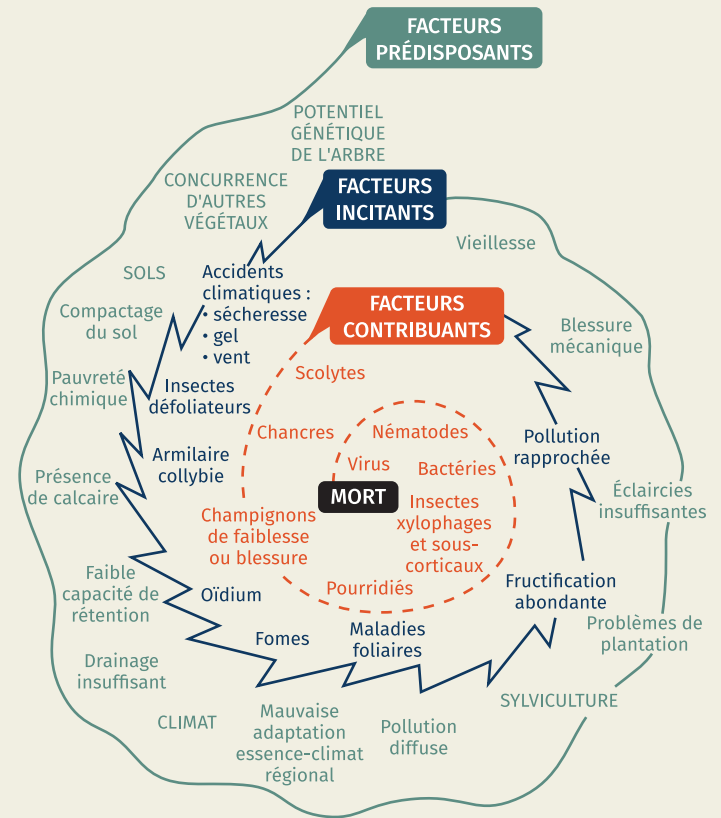 FACTEURS
PRÉDISPOSANTS
POTENTIEL
GÉNÉTIQUE
DE L'ARBRE
CONCURRENCE
D'AUTRES
VÉGÉTAUX
FACTEURS
INCITANTS
Vieillesse
SOLS
Accidents
climatiques :
• sécheresse
• gel
• vent
FACTEURS
CONTRIBUANTS
Compactage
du sol
Blessure
mécanique
Pauvreté
chimique
Insectes
défoliateurs
Scolytes
Chancres
Nématodes
Pollution
rapprochée
Armilaire
collybie
Virus
Bactéries
Présence
de calcaire
MORT
Éclaircies
insuffisantes
Champignons
de faiblesse
ou blessure
Insectes
xylophages
et sous-
corticaux
Faible
capacité de
rétention
Oïdium
Pourridiés
Fructification
abondante
Fomes
Maladies
foliaires
Problèmes de
plantation
Drainage
insuffisant
SYLVICULTURE
CLIMAT
Mauvaise
adaptation
essence-climat
régional
Pollution
diffuse